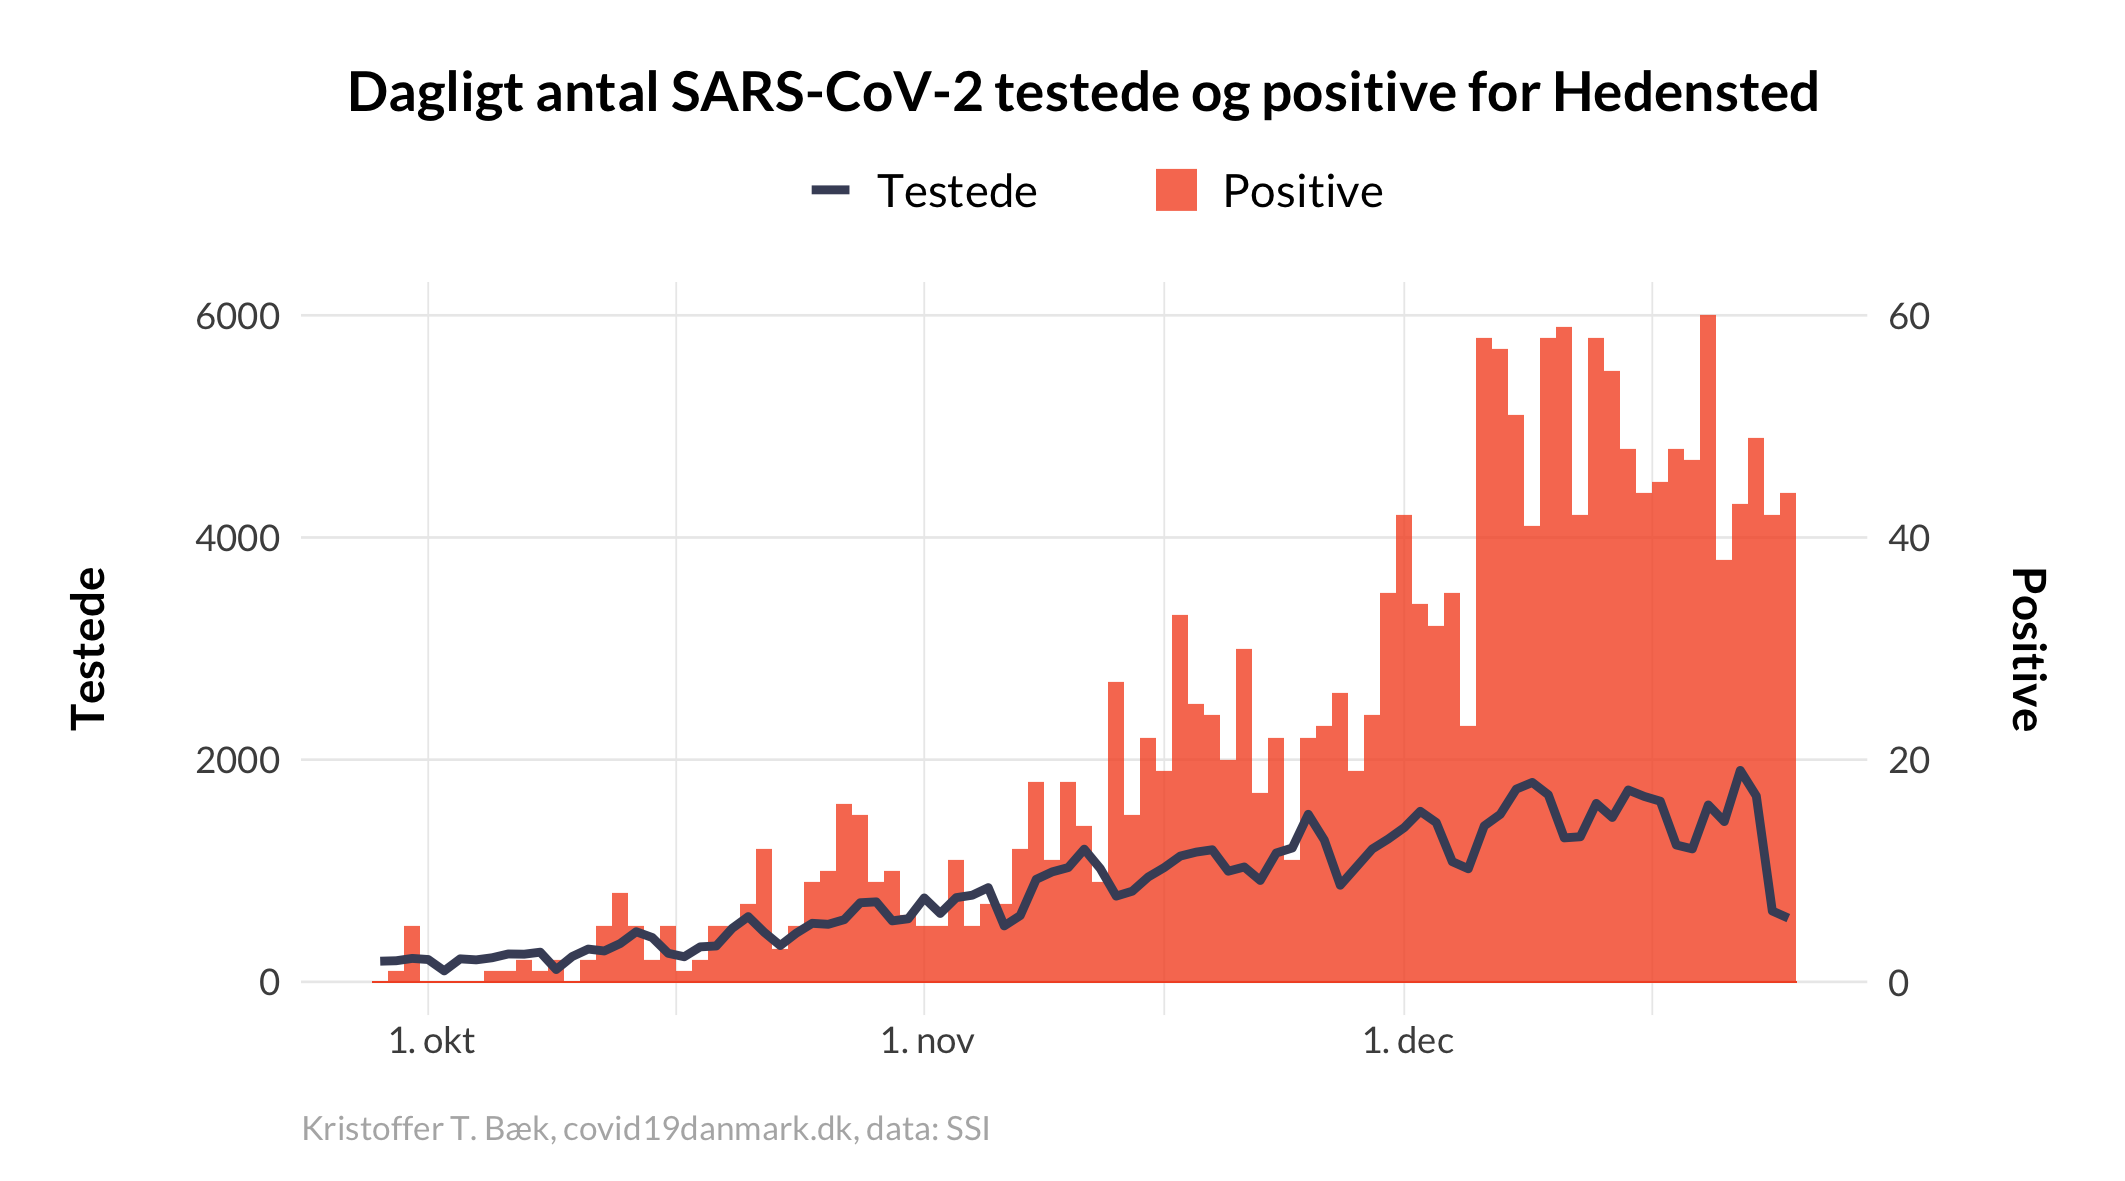 Dagligt antal SARS-CoV-2 testede og positive for Hedensted
Testede Positive
6000 60
4000 40
2000 20
0 0
Testede
Positive
1. okt 1. nov 1. dec
Kristoffer T. Bæk, covid19danmark.dk, data: SSI